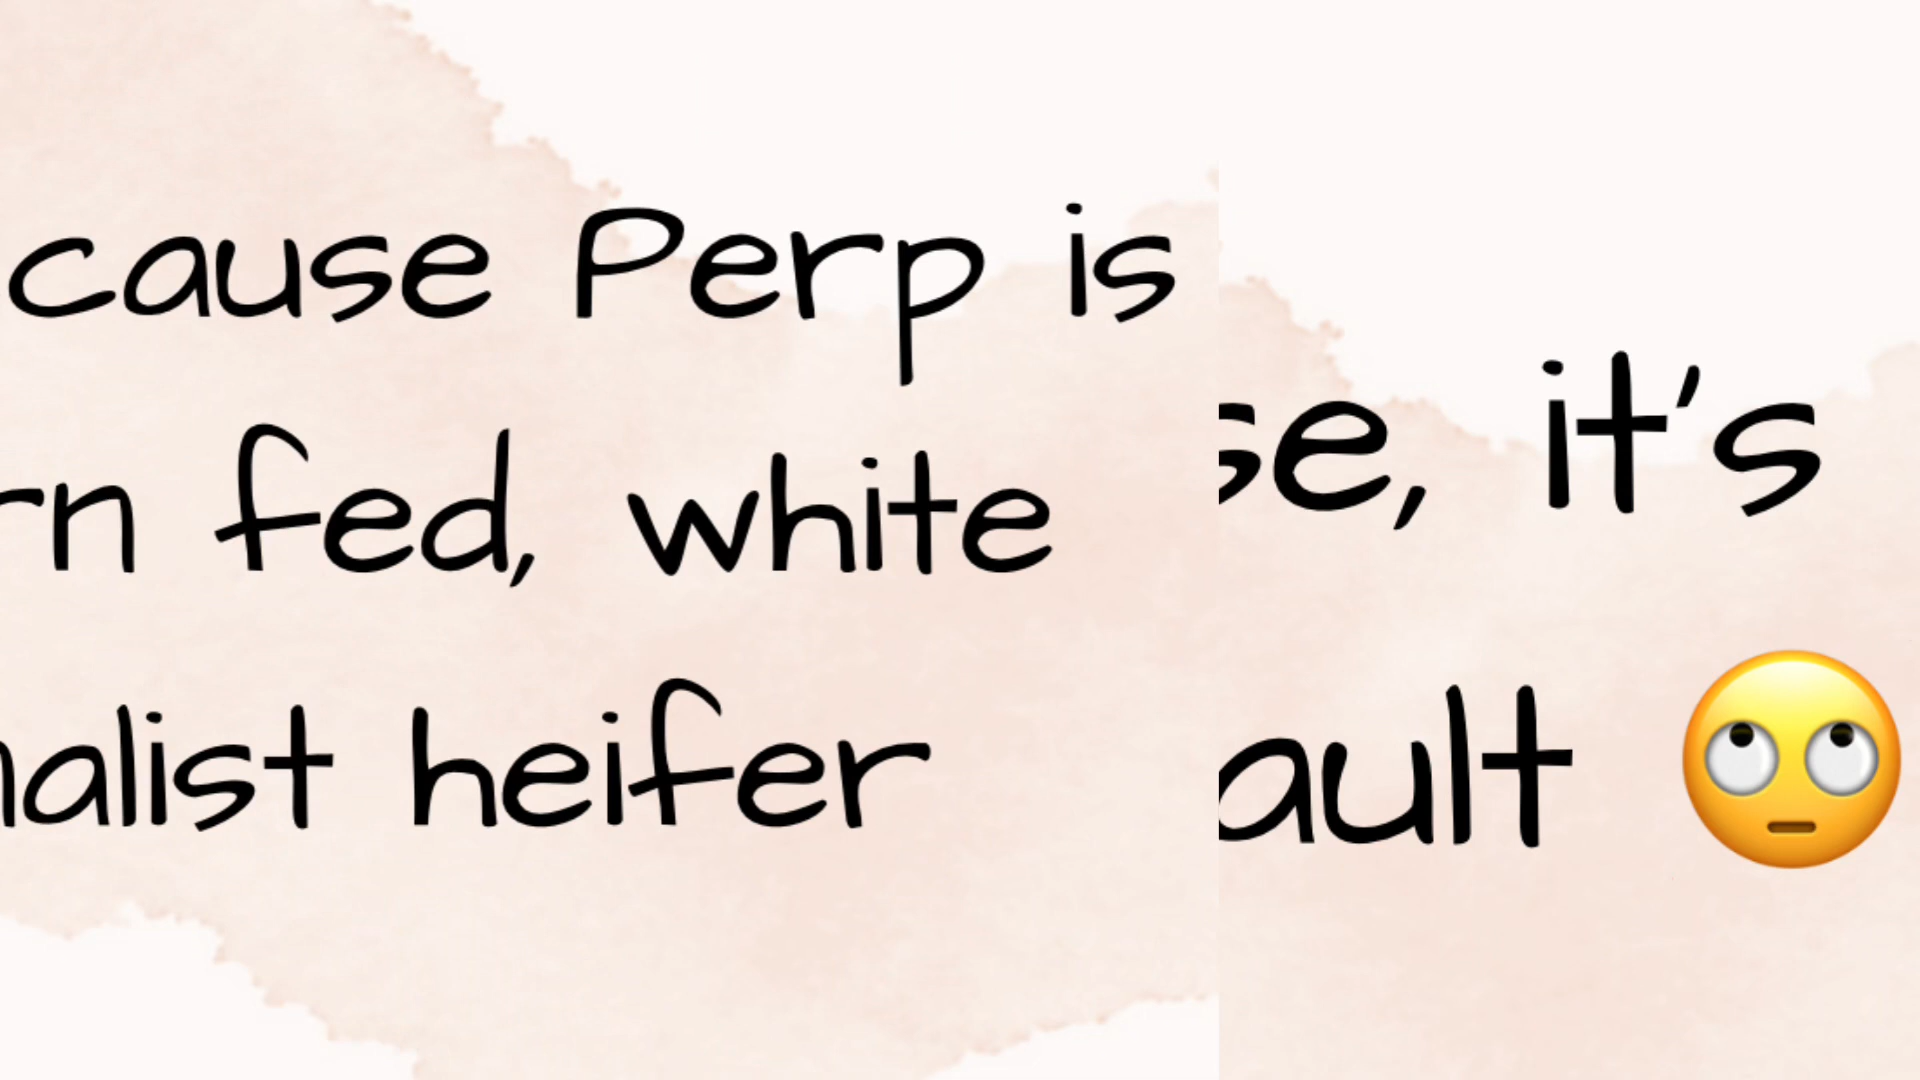 cause Perp is
rn fed, white
nalist heifer
se, it's
ault 🙄